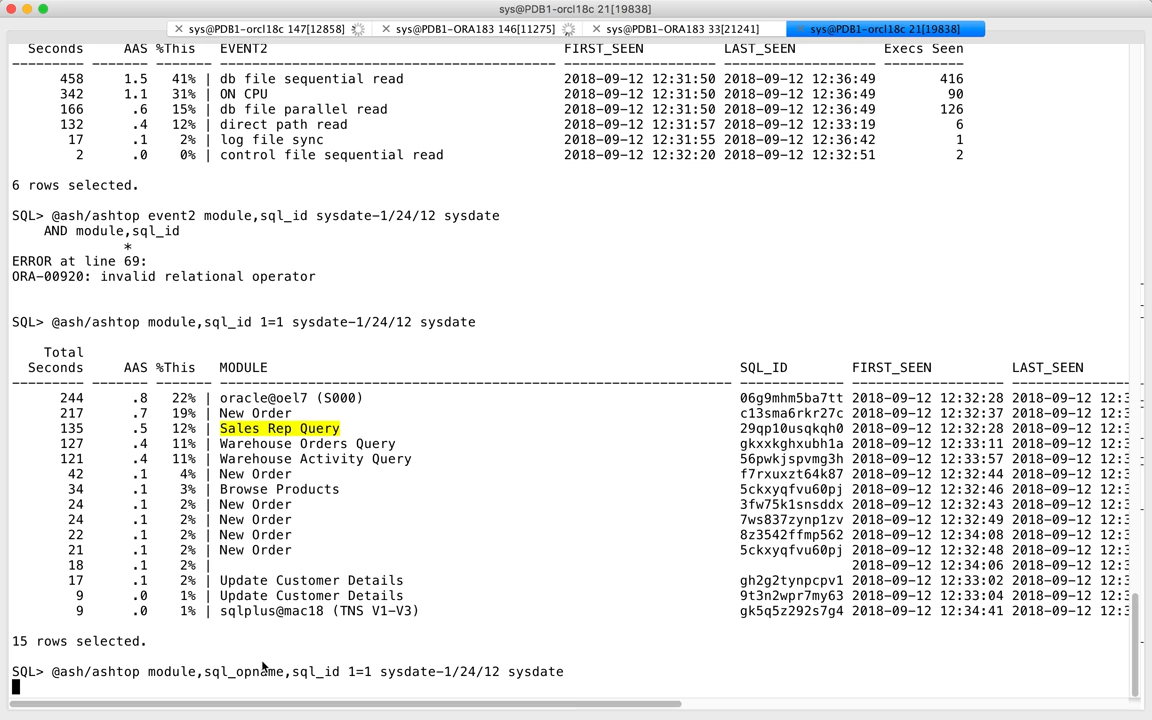 sys@PDB1-orcl18c 21[19838]
sys@PDB1-orcl18c 147[12858] sys@PDB1-ORA183 146[11275] sys@PDB1-ORA183 33[21241] sys@PDB1-orcl18c 21[19838]
Seconds     AAS %This   EVENT2                                     FIRST_SEEN          LAST_SEEN           Execs Seen
--------- ------- ------- ------------------------------------------ ------------------- ------------------- ----------
      458     1.5   41% | db file sequential read                    2018-09-12 12:31:50 2018-09-12 12:36:49        416
      342     1.1   31% | ON CPU                                     2018-09-12 12:31:50 2018-09-12 12:36:49         90
      166      .6   15% | db file parallel read                      2018-09-12 12:31:50 2018-09-12 12:36:49        126
      132      .4   12% | direct path read                           2018-09-12 12:31:57 2018-09-12 12:33:19          6
       17      .1    2% | log file sync                              2018-09-12 12:31:55 2018-09-12 12:36:42          1
        2      .0    0% | control file sequential read               2018-09-12 12:32:20 2018-09-12 12:32:51          2
6 rows selected.
SQL> @ash/ashtop event2 module,sql_id sysdate-1/24/12 sysdate
    AND module,sql_id
              *
ERROR at line 69:
ORA-00920: invalid relational operator
SQL> @ash/ashtop module,sql_id 1=1 sysdate-1/24/12 sysdate
    Total
  Seconds     AAS %This   MODULE                                                           SQL_ID        FIRST_SEEN          LAST_SEEN
--------- ------- ------- ---------------------------------------------------------------- ------------- ------------------- ---------------
      244      .8   22% | oracle@oel7 (S000)                                               06g9mhm5ba7tt 2018-09-12 12:32:28 2018-09-12 12:3
      217      .7   19% | New Order                                                        c13sma6rkr27c 2018-09-12 12:32:37 2018-09-12 12:3
      135      .5   12% | Sales Rep Query                                                  29qp10usqkqh0 2018-09-12 12:32:28 2018-09-12 12:3
      127      .4   11% | Warehouse Orders Query                                           gkxxkghxubh1a 2018-09-12 12:33:11 2018-09-12 12:3
      121      .4   11% | Warehouse Activity Query                                         56pwkjspvmg3h 2018-09-12 12:33:57 2018-09-12 12:3
       42      .1    4% | New Order                                                        f7rxuxzt64k87 2018-09-12 12:32:44 2018-09-12 12:3
       34      .1    3% | Browse Products                                                  5ckxyqfvu60pj 2018-09-12 12:32:46 2018-09-12 12:3
       24      .1    2% | New Order                                                        3fw75k1snsddx 2018-09-12 12:32:43 2018-09-12 12:3
       24      .1    2% | New Order                                                        7ws837zynp1zv 2018-09-12 12:32:49 2018-09-12 12:3
       22      .1    2% | New Order                                                        8z3542ffmp562 2018-09-12 12:34:08 2018-09-12 12:3
       21      .1    2% | New Order                                                        5ckxyqfvu60pj 2018-09-12 12:32:48 2018-09-12 12:3
       18      .1    2% |                                                                                2018-09-12 12:34:06 2018-09-12 12:3
       17      .1    2% | Update Customer Details                                          gh2g2tynpcpv1 2018-09-12 12:33:02 2018-09-12 12:3
        9      .0    1% | Update Customer Details                                          9t3n2wpr7my63 2018-09-12 12:33:04 2018-09-12 12:3
        9      .0    1% | sqlplus@mac18 (TNS V1-V3)                                        gk5q5z292s7g4 2018-09-12 12:34:41 2018-09-12 12:3
15 rows selected.
SQL> @ash/ashtop module,sql_opname,sql_id 1=1 sysdate-1/24/12 sysdate